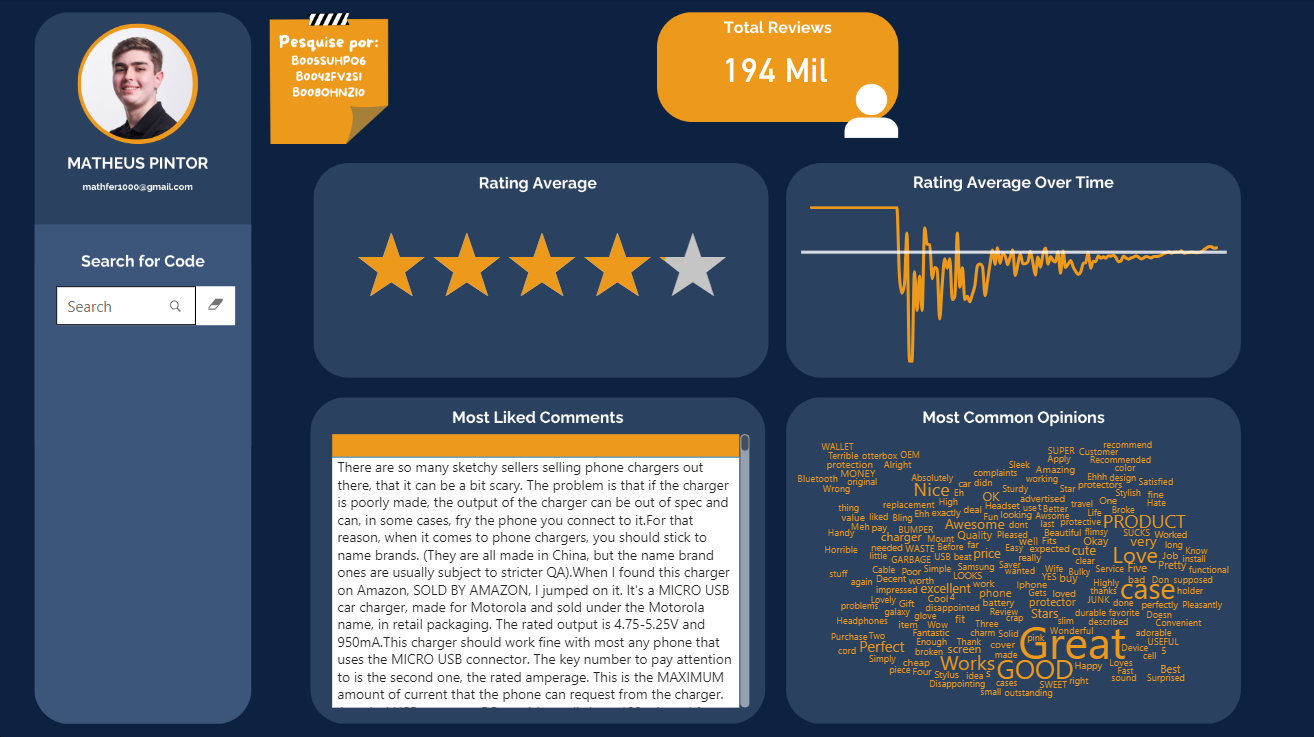 MATHEUS PINTOR
mathfer1000@gmail.com
Search for Code
Search
Pesquise por:
B005SUHPO6
B0042FV2SI
B0080HNZI0
Total Reviews
194 Mil
Rating Average
Rating Average Over Time
Most Liked Comments
There are so many sketchy sellers selling phone chargers out
there, that it can be a bit scary. The problem is that if the charger
is poorly made, the output of the charger can be out of spec and
can, in some cases, fry the phone you connect to it.For that
reason, when it comes to phone chargers, you should stick to
name brands. (They are all made in China, but the name brand
ones are usually subject to stricter QA).When I found this charger
on Amazon, SOLD BY AMAZON, I jumped on it. It's a MICRO USB
car charger, made for Motorola and sold under the Motorola
name, in retail packaging. The rated output is 4.75-5.25V and
950mA.This charger should work fine with most any phone that
uses the MICRO USB connector. The key number to pay attention
to is the second one, the rated amperage. This is the MAXIMUM
amount of current that the phone can request from the charger.
Most Common Opinions
WALLET SUPER Customer recommend
Terrible otterbox OEM Apply Recommended
protection Alright Sleek Amazing color
Bluetooth MONEY Absolutely complaints working Ehhh design Satisfied
Wrong original Nice Eh car didn Sturdy Star protectors Stylish fine
replacement High OK advertised travel One Hate
thing exactly deal Headset Better Life Broke
value liked Bling Ehh Fun looking Awsome PRODUCT
Meh pay BUMPER Awesome dont last protective
Handy charger Mount Quality Pleased well Fits Beautiful flimsy SUCKS Worked
Horrible needed WASTE Before far Easy expected cute Okay very long Know
little GARBAGE USB beat price really clear Love Job install
Cable Poor Simple Samsung Saver wanted Wife Service Five Pretty functional
stuff again Decent worth LOOKS YES buy Bulky bad Don supposed
impressed excellent work Iphone Highly thanks case holder
Lovely Gift Cool 4 phone Gets loved JUNK done perfectly Pleasantly
problems galaxy disappointed battery protector
Headphones glove Review Stars durable favorite Doesn
item Wow fit Three crap slim described Convenient
Purchase Two Fantastic charm Solid pink Wonderful adorable
Enough Thank cover Great Device USEFUL
cord Perfect broken screen made cell 5
Simply cheap Works GOOD Happy Loves Best
piece Four Stylus idea s Fast
Disappointing cases SWEET right sound Surprised
small outstanding